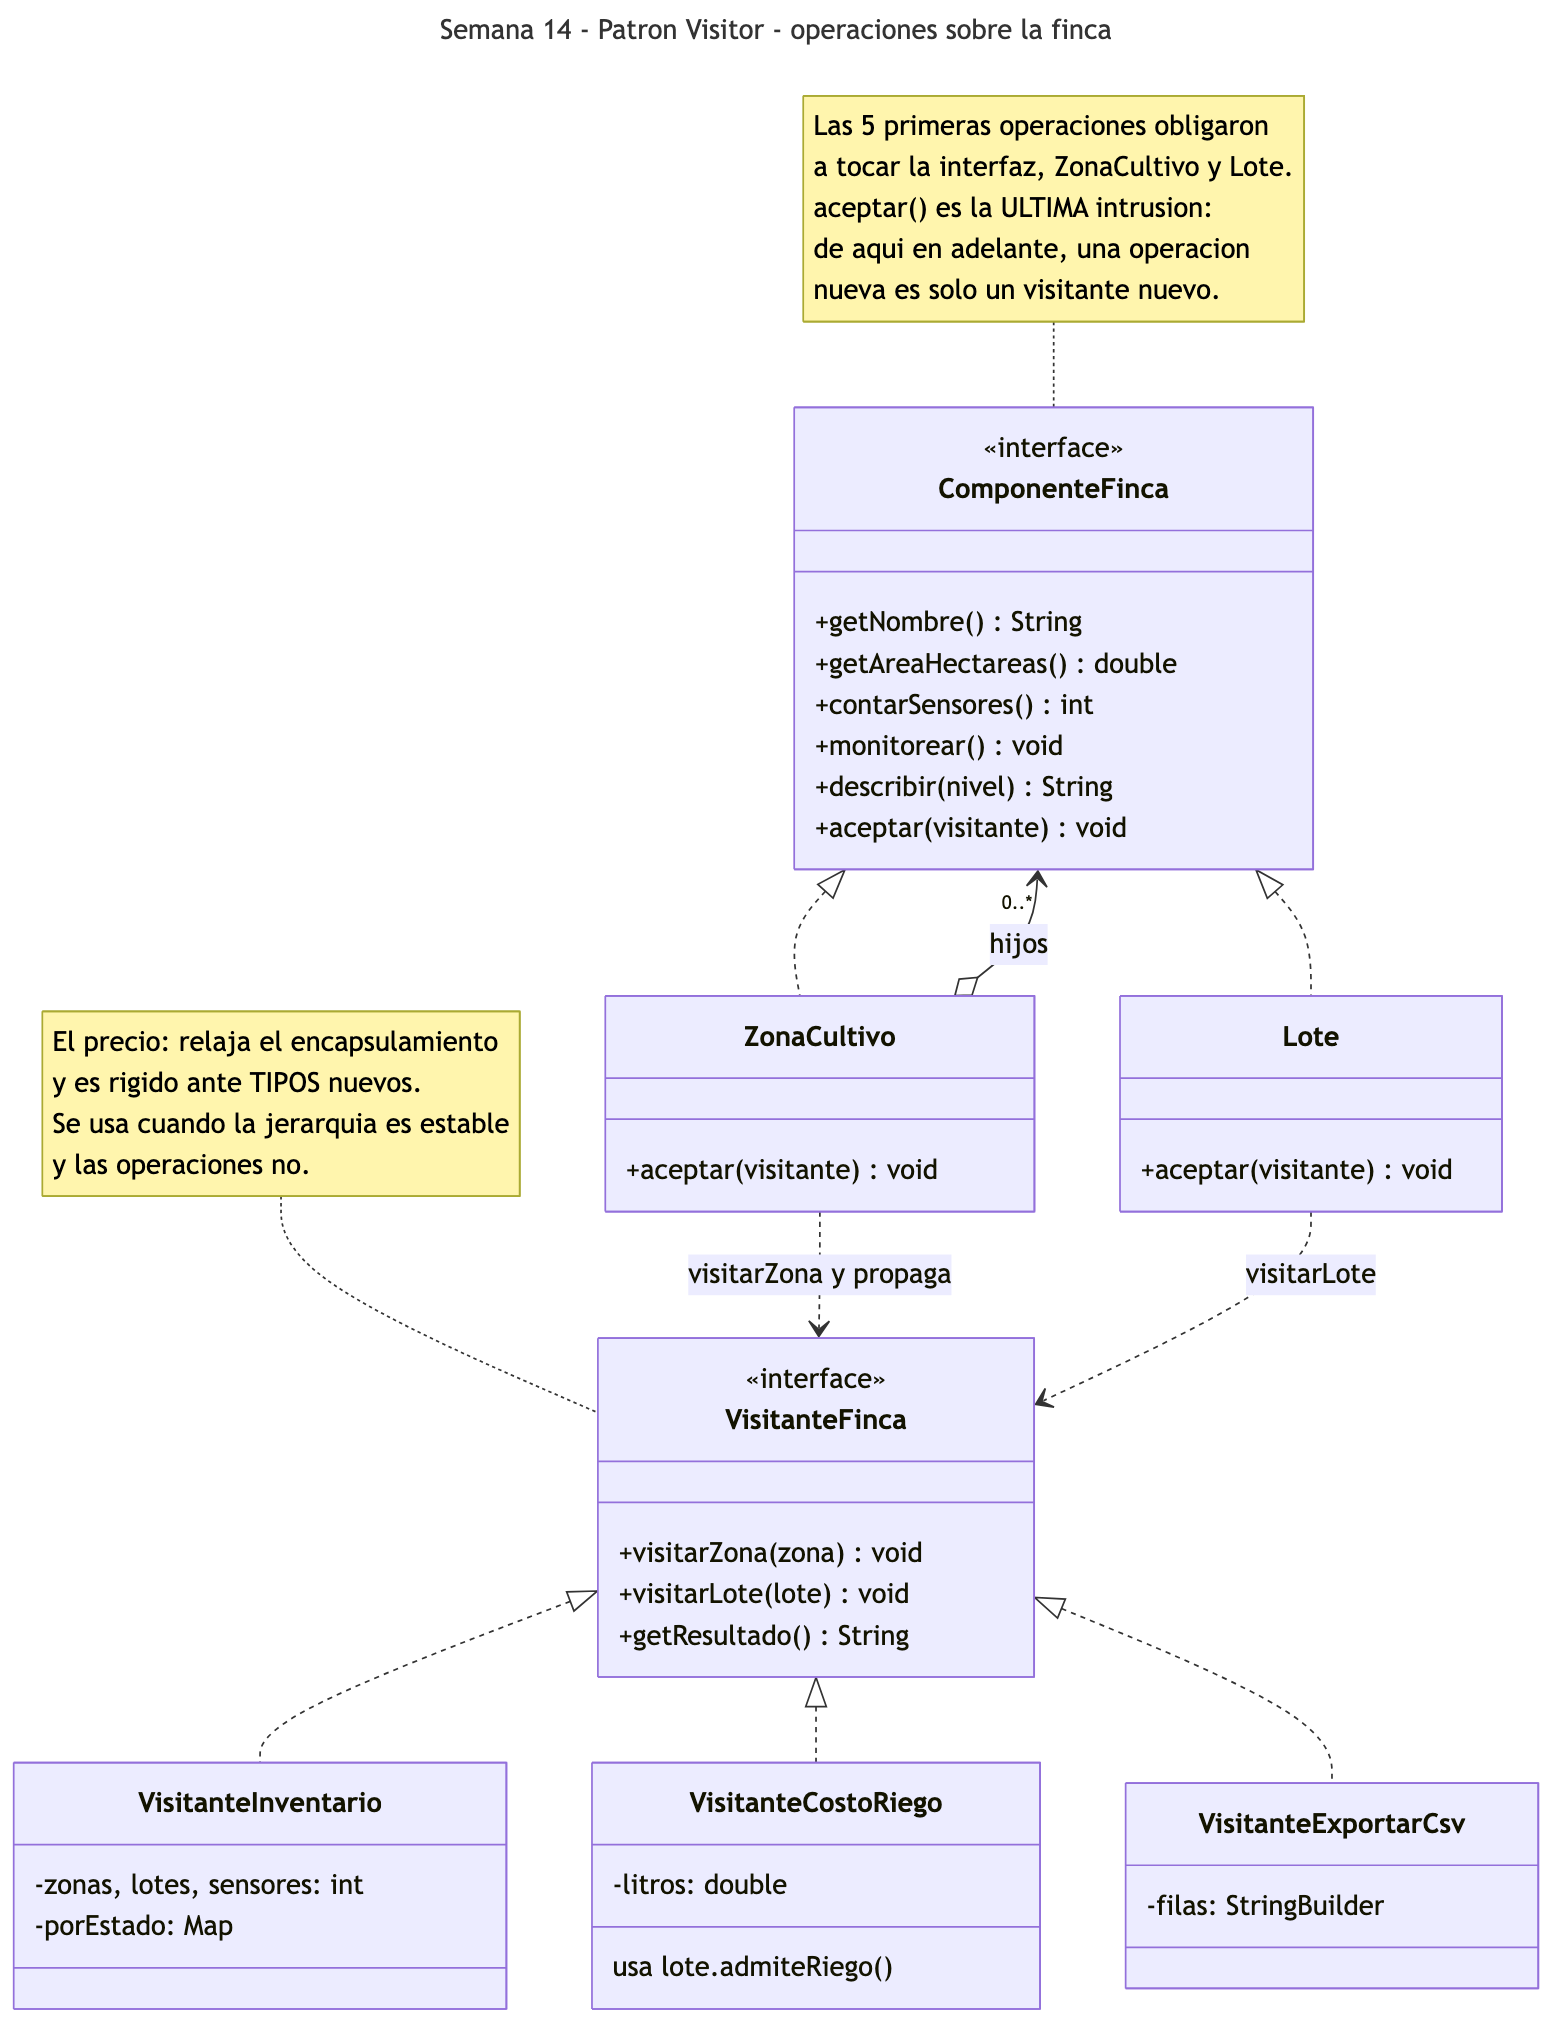 Semana 14 - Patron Visitor - operaciones sobre la finca
Las 5 primeras operaciones obligaron
a tocar la interfaz, ZonaCultivo y Lote.
aceptar() es la ULTIMA intrusion:
de aqui en adelante, una operacion
nueva es solo un visitante nuevo.
«interface»
ComponenteFinca
+getNombre() : String
+getAreaHectareas() : double
+contarSensores() : int
+monitorear() : void
+describir(nivel) : String
+aceptar(visitante) : void
0..*
hijos
El precio: relaja el encapsulamiento
y es rigido ante TIPOS nuevos.
Se usa cuando la jerarquia es estable
y las operaciones no.
ZonaCultivo
+aceptar(visitante) : void
Lote
+aceptar(visitante) : void
visitarZona y propaga
visitarLote
«interface»
VisitanteFinca
+visitarZona(zona) : void
+visitarLote(lote) : void
+getResultado() : String
VisitanteInventario
-zonas, lotes, sensores: int
-porEstado: Map
VisitanteCostoRiego
-litros: double
usa lote.admiteRiego()
VisitanteExportarCsv
-filas: StringBuilder